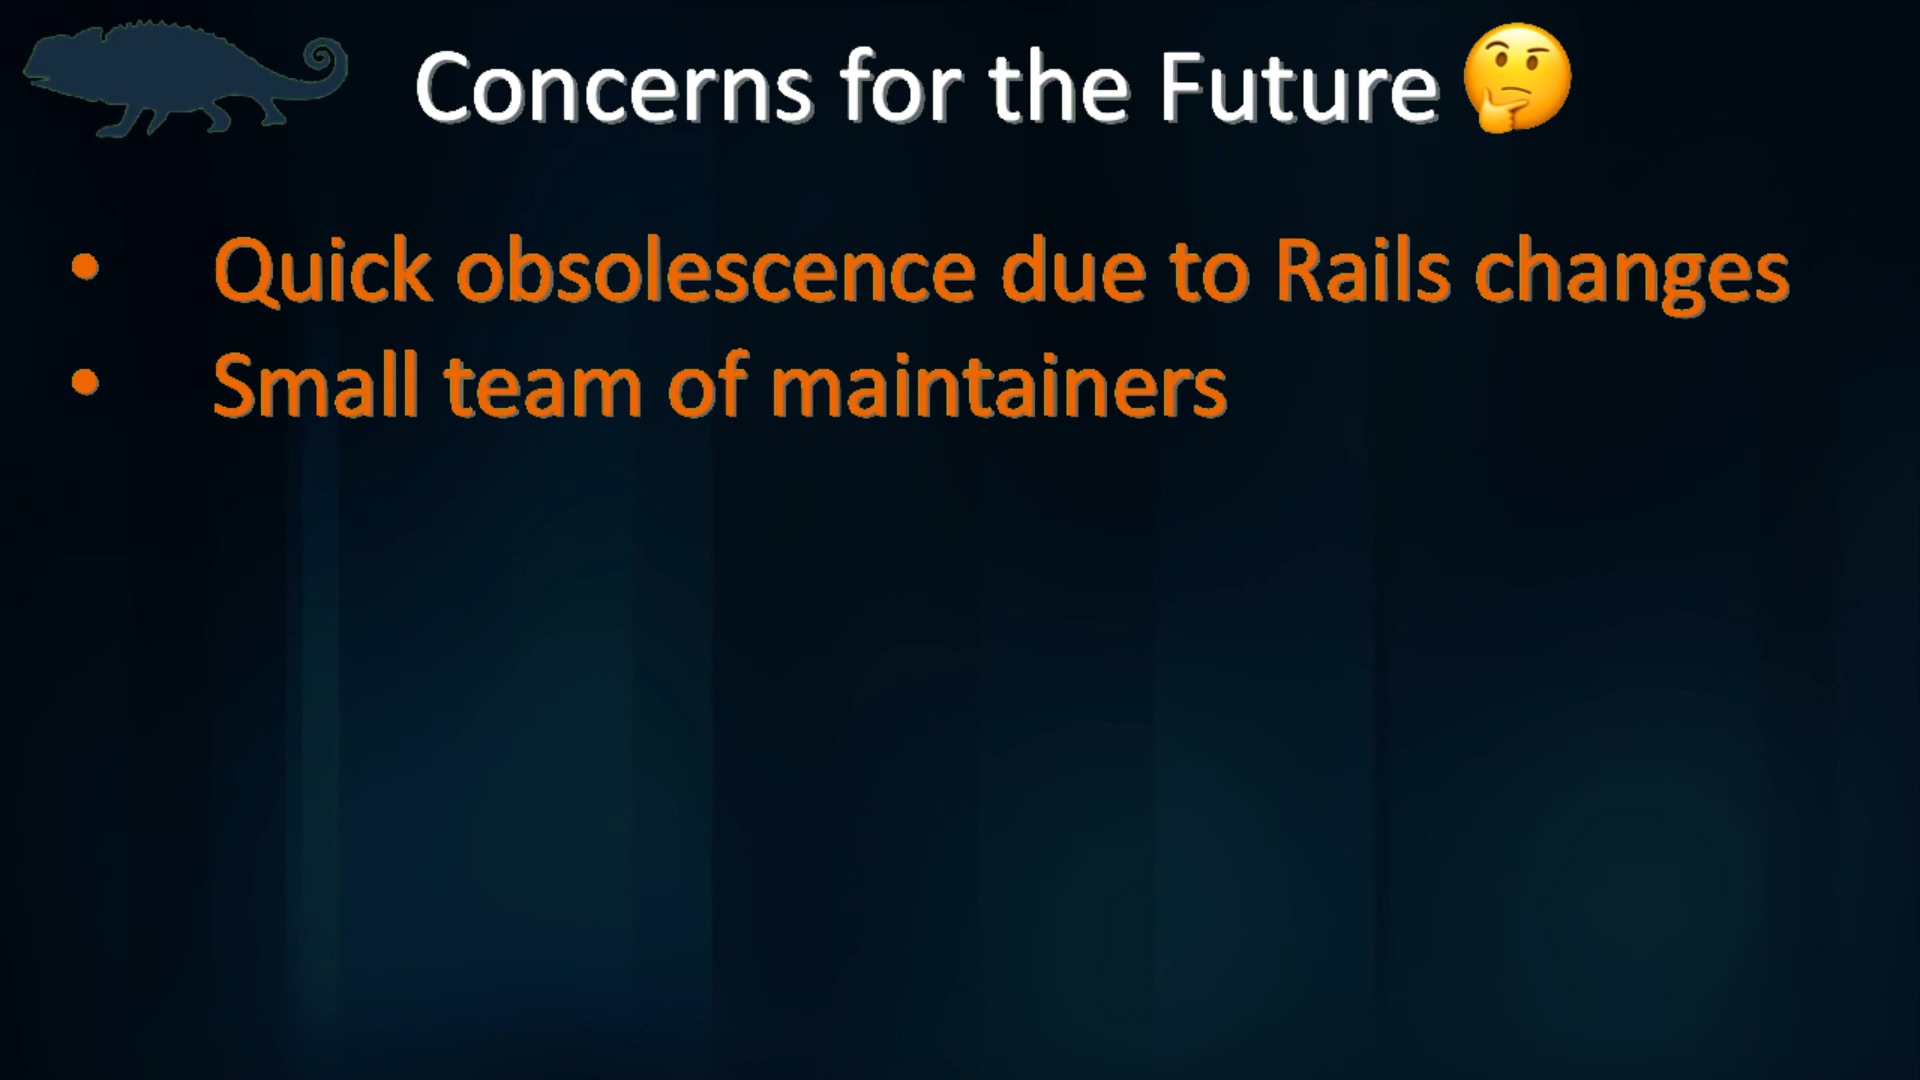 Concerns for the Future 🤔
• Quick obsolescence due to Rails changes
• Small team of maintainers